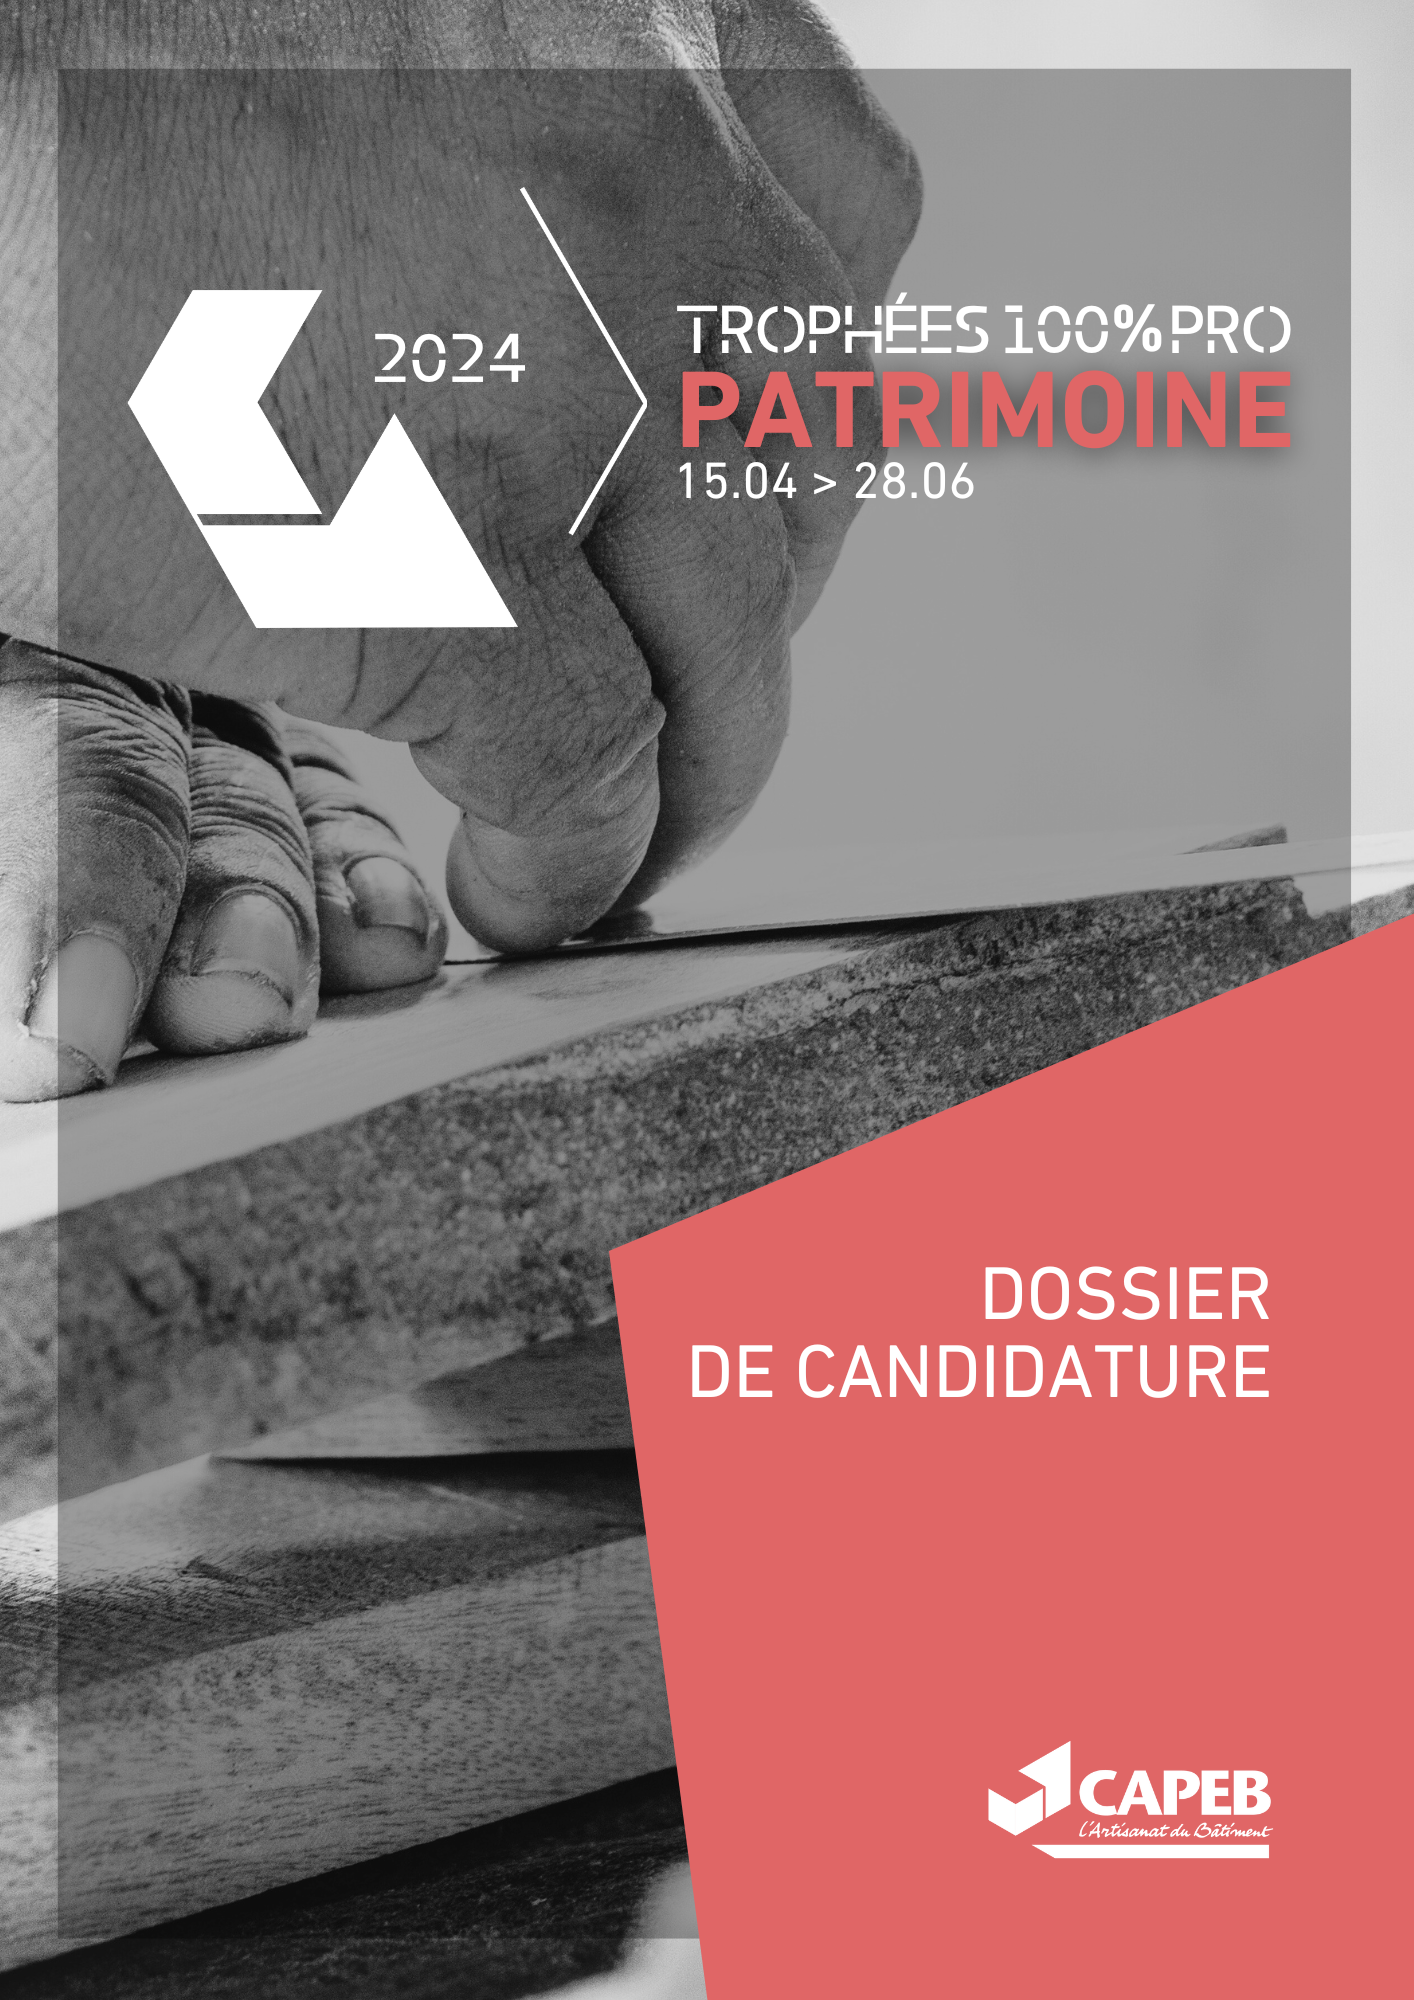 2024
TROPHÉES 100% PRO
PATRIMOINE
15.04 > 28.06
DOSSIER
DE CANDIDATURE
CAPEB
l'Artisanat du Bâtiment